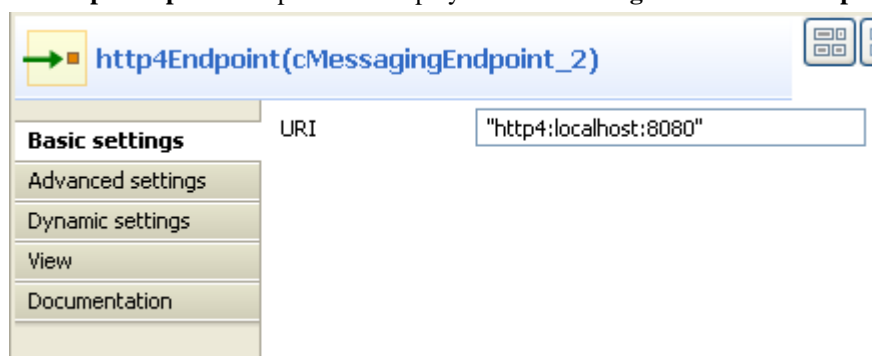 http4Endpoint(cMessagingEndpoint_2)
Basic settings
URI
"http4:localhost:8080"
Advanced settings
Dynamic settings
View
Documentation